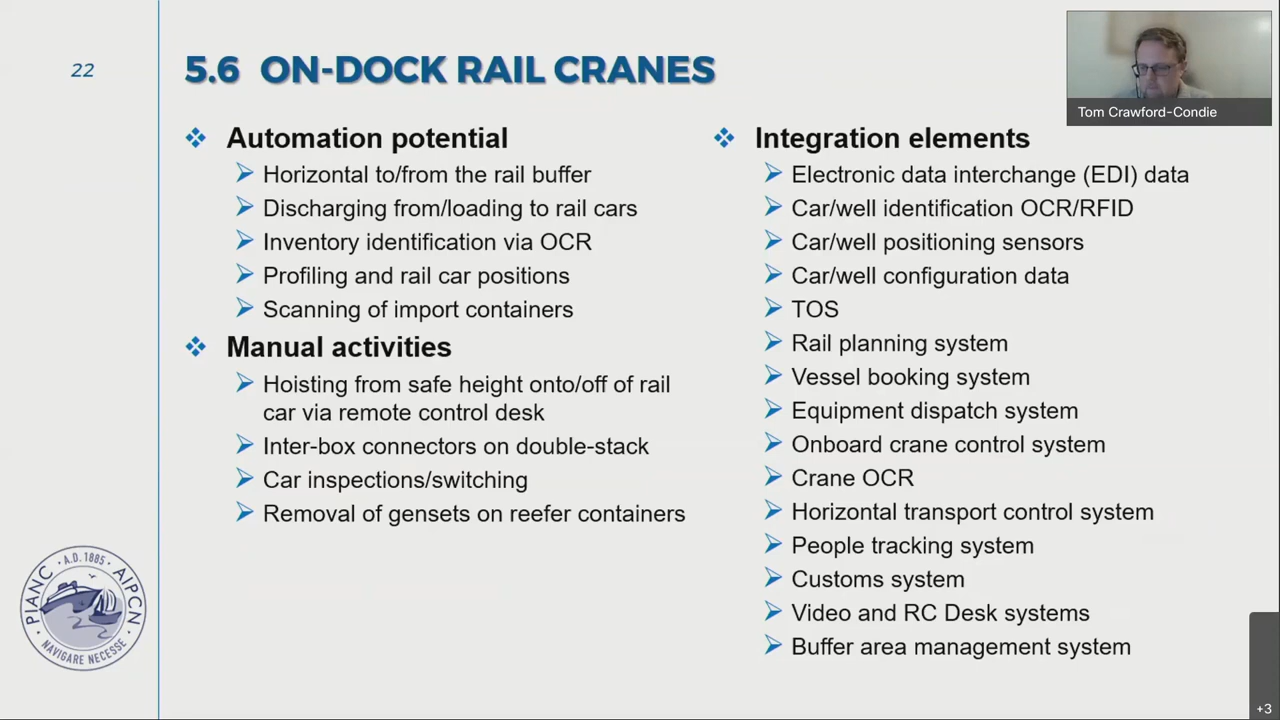 22
5.6 ON-DOCK RAIL CRANES
Automation potential
Horizontal to/from the rail buffer
Discharging from/loading to rail cars
Inventory identification via OCR
Profiling and rail car positions
Scanning of import containers
Manual activities
Hoisting from safe height onto/off of rail
car via remote control desk
Inter-box connectors on double-stack
Car inspections/switching
Removal of gensets on reefer containers
Integration elements
Electronic data interchange (EDI) data
Car/well identification OCR/RFID
Car/well positioning sensors
Car/well configuration data
TOS
Rail planning system
Vessel booking system
Equipment dispatch system
Onboard crane control system
Crane OCR
Horizontal transport control system
People tracking system
Customs system
Video and RC Desk systems
Buffer area management system
Tom Crawford-Condie
PIANC · A.D. 1885 · AIPCN
· NAVIGARE NECESSE ·
+3